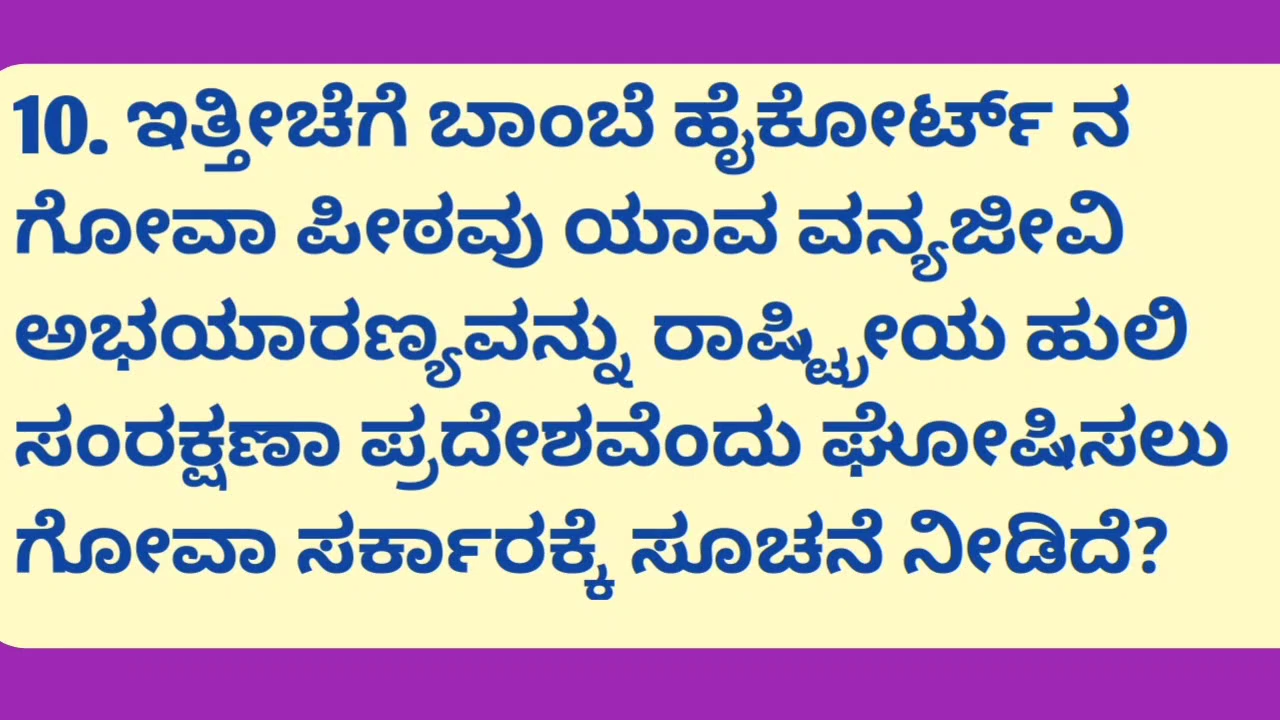 10. ಇತ್ತೀಚೆಗೆ ಬಾಂಬೆ ಹೈಕೋರ್ಟ್ ನ
ಗೋವಾ ಪೀಠವು ಯಾವ ವನ್ಯಜೀವಿ
ಅಭಯಾರಣ್ಯವನ್ನು ರಾಷ್ಟ್ರೀಯ ಹುಲಿ
ಸಂರಕ್ಷಣಾ ಪ್ರದೇಶವೆಂದು ಘೋಷಿಸಲು
ಗೋವಾ ಸರ್ಕಾರಕ್ಕೆ ಸೂಚನೆ ನೀಡಿದೆ?